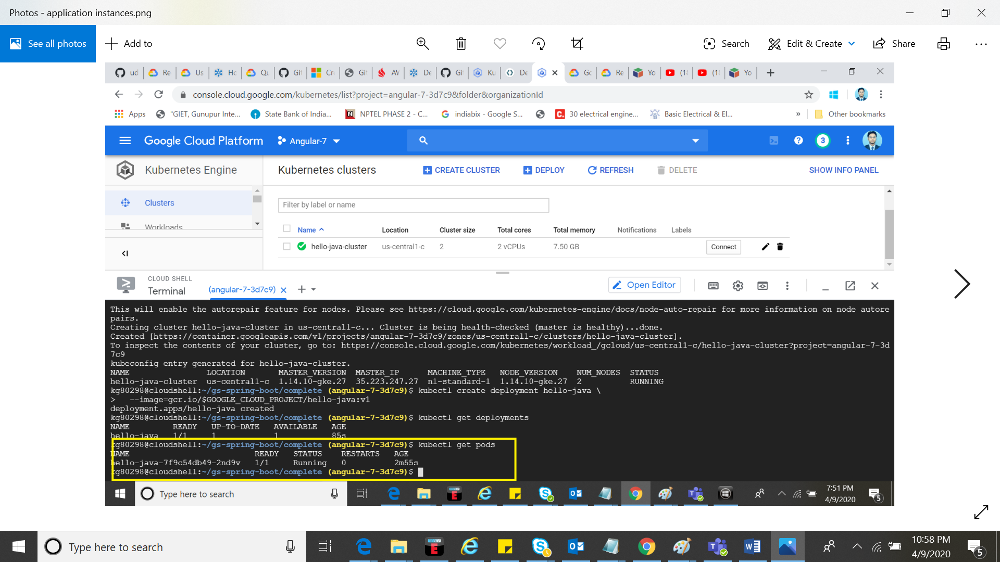 Photos - application instances.png
See all photos
Add to
Search
Edit & Create
Share
ud
Re
Us
Ho
Qu
Git
Cr
Git
AV
De
Gi
Ku
De
Go
Re
Yo
(1
(1
Yo
console.cloud.google.com/kubernetes/list?project=angular-7-3d7c9&folder&organizationId
Apps
"GIET, Gunupur Inte...
State Bank of India...
NPTEL PHASE 2 - C...
indiabix - Google S...
30 electrical engine...
Basic Electrical & El...
»
Other bookmarks
Google Cloud Platform
Angular-7
3
Kubernetes Engine
Kubernetes clusters
CREATE CLUSTER
DEPLOY
REFRESH
DELETE
SHOW INFO PANEL
Clusters
Workloads
Filter by label or name
Name Location Cluster size Total cores Total memory Notifications Labels
hello-java-cluster us-central1-c 2 2 vCPUs 7.50 GB Connect
CLOUD SHELL
Terminal
(angular-7-3d7c9)
Open Editor
This will enable the autorepair feature for nodes. Please see https://cloud.google.com/kubernetes-engine/docs/node-auto-repair for more information on node autore
pairs.
Creating cluster hello-java-cluster in us-central1-c... Cluster is being health-checked (master is healthy)...done.
Created [https://container.googleapis.com/v1/projects/angular-7-3d7c9/zones/us-central1-c/clusters/hello-java-cluster].
To inspect the contents of your cluster, go to: https://console.cloud.google.com/kubernetes/workload_/gcloud/us-central1-c/hello-java-cluster?project=angular-7-3d
7c9
kubeconfig entry generated for hello-java-cluster.
NAME LOCATION MASTER_VERSION MASTER_IP MACHINE_TYPE NODE_VERSION NUM_NODES STATUS
hello-java-cluster us-central1-c 1.14.10-gke.27 35.223.247.27 n1-standard-1 1.14.10-gke.27 2 RUNNING
kg80298@cloudshell:~/gs-spring-boot/complete (angular-7-3d7c9)$ kubectl create deployment hello-java \
> --image=gcr.io/$GOOGLE_CLOUD_PROJECT/hello-java:v1
deployment.apps/hello-java created
kg80298@cloudshell:~/gs-spring-boot/complete (angular-7-3d7c9)$ kubectl get deployments
NAME READY UP-TO-DATE AVAILABLE AGE
hello-java 1/1 1 1 85s
kg80298@cloudshell:~/gs-spring-boot/complete (angular-7-3d7c9)$ kubectl get pods
NAME READY STATUS RESTARTS AGE
hello-java-7f9c54db49-2nd9v 1/1 Running 0 2m55s
kg80298@cloudshell:~/gs-spring-boot/complete (angular-7-3d7c9)$
Type here to search
7:51 PM
4/9/2020
5
Type here to search
10:58 PM
4/9/2020
5